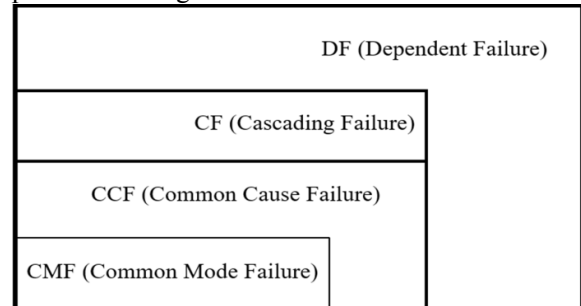 DF (Dependent Failure)
CF (Cascading Failure)
CCF (Common Cause Failure)
CMF (Common Mode Failure)